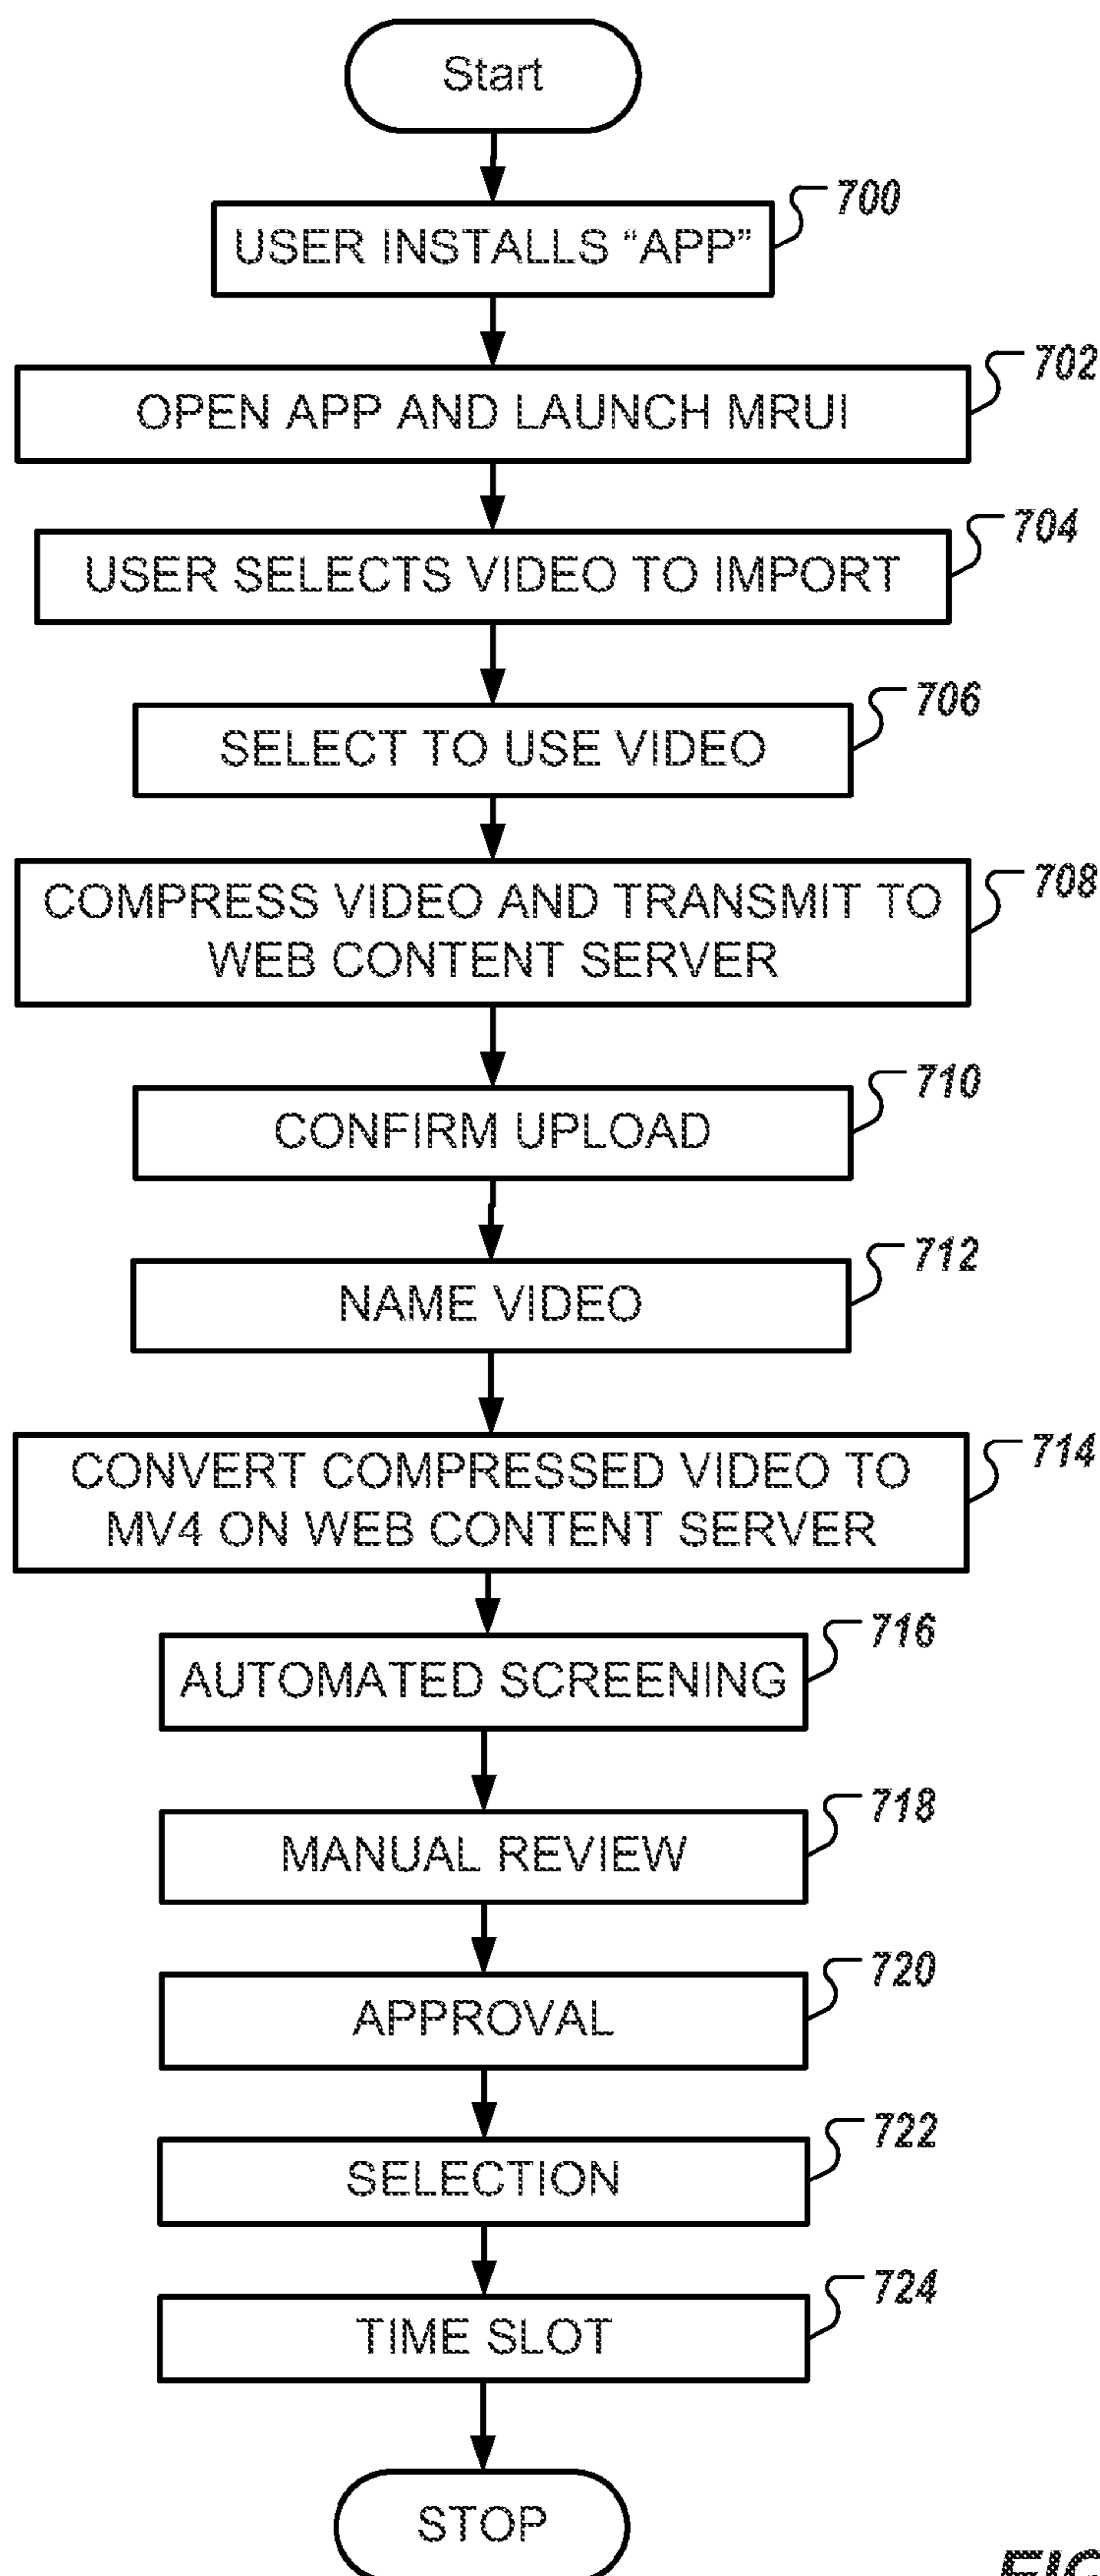 Start
700
USER INSTALLS “APP”
702
OPEN APP AND LAUNCH MRUI
704
USER SELECTS VIDEO TO IMPORT
706
SELECT TO USE VIDEO
708
COMPRESS VIDEO AND TRANSMIT TO
WEB CONTENT SERVER
710
CONFIRM UPLOAD
712
NAME VIDEO
714
CONVERT COMPRESSED VIDEO TO
MV4 ON WEB CONTENT SERVER
716
AUTOMATED SCREENING
718
MANUAL REVIEW
720
APPROVAL
722
SELECTION
724
TIME SLOT
STOP